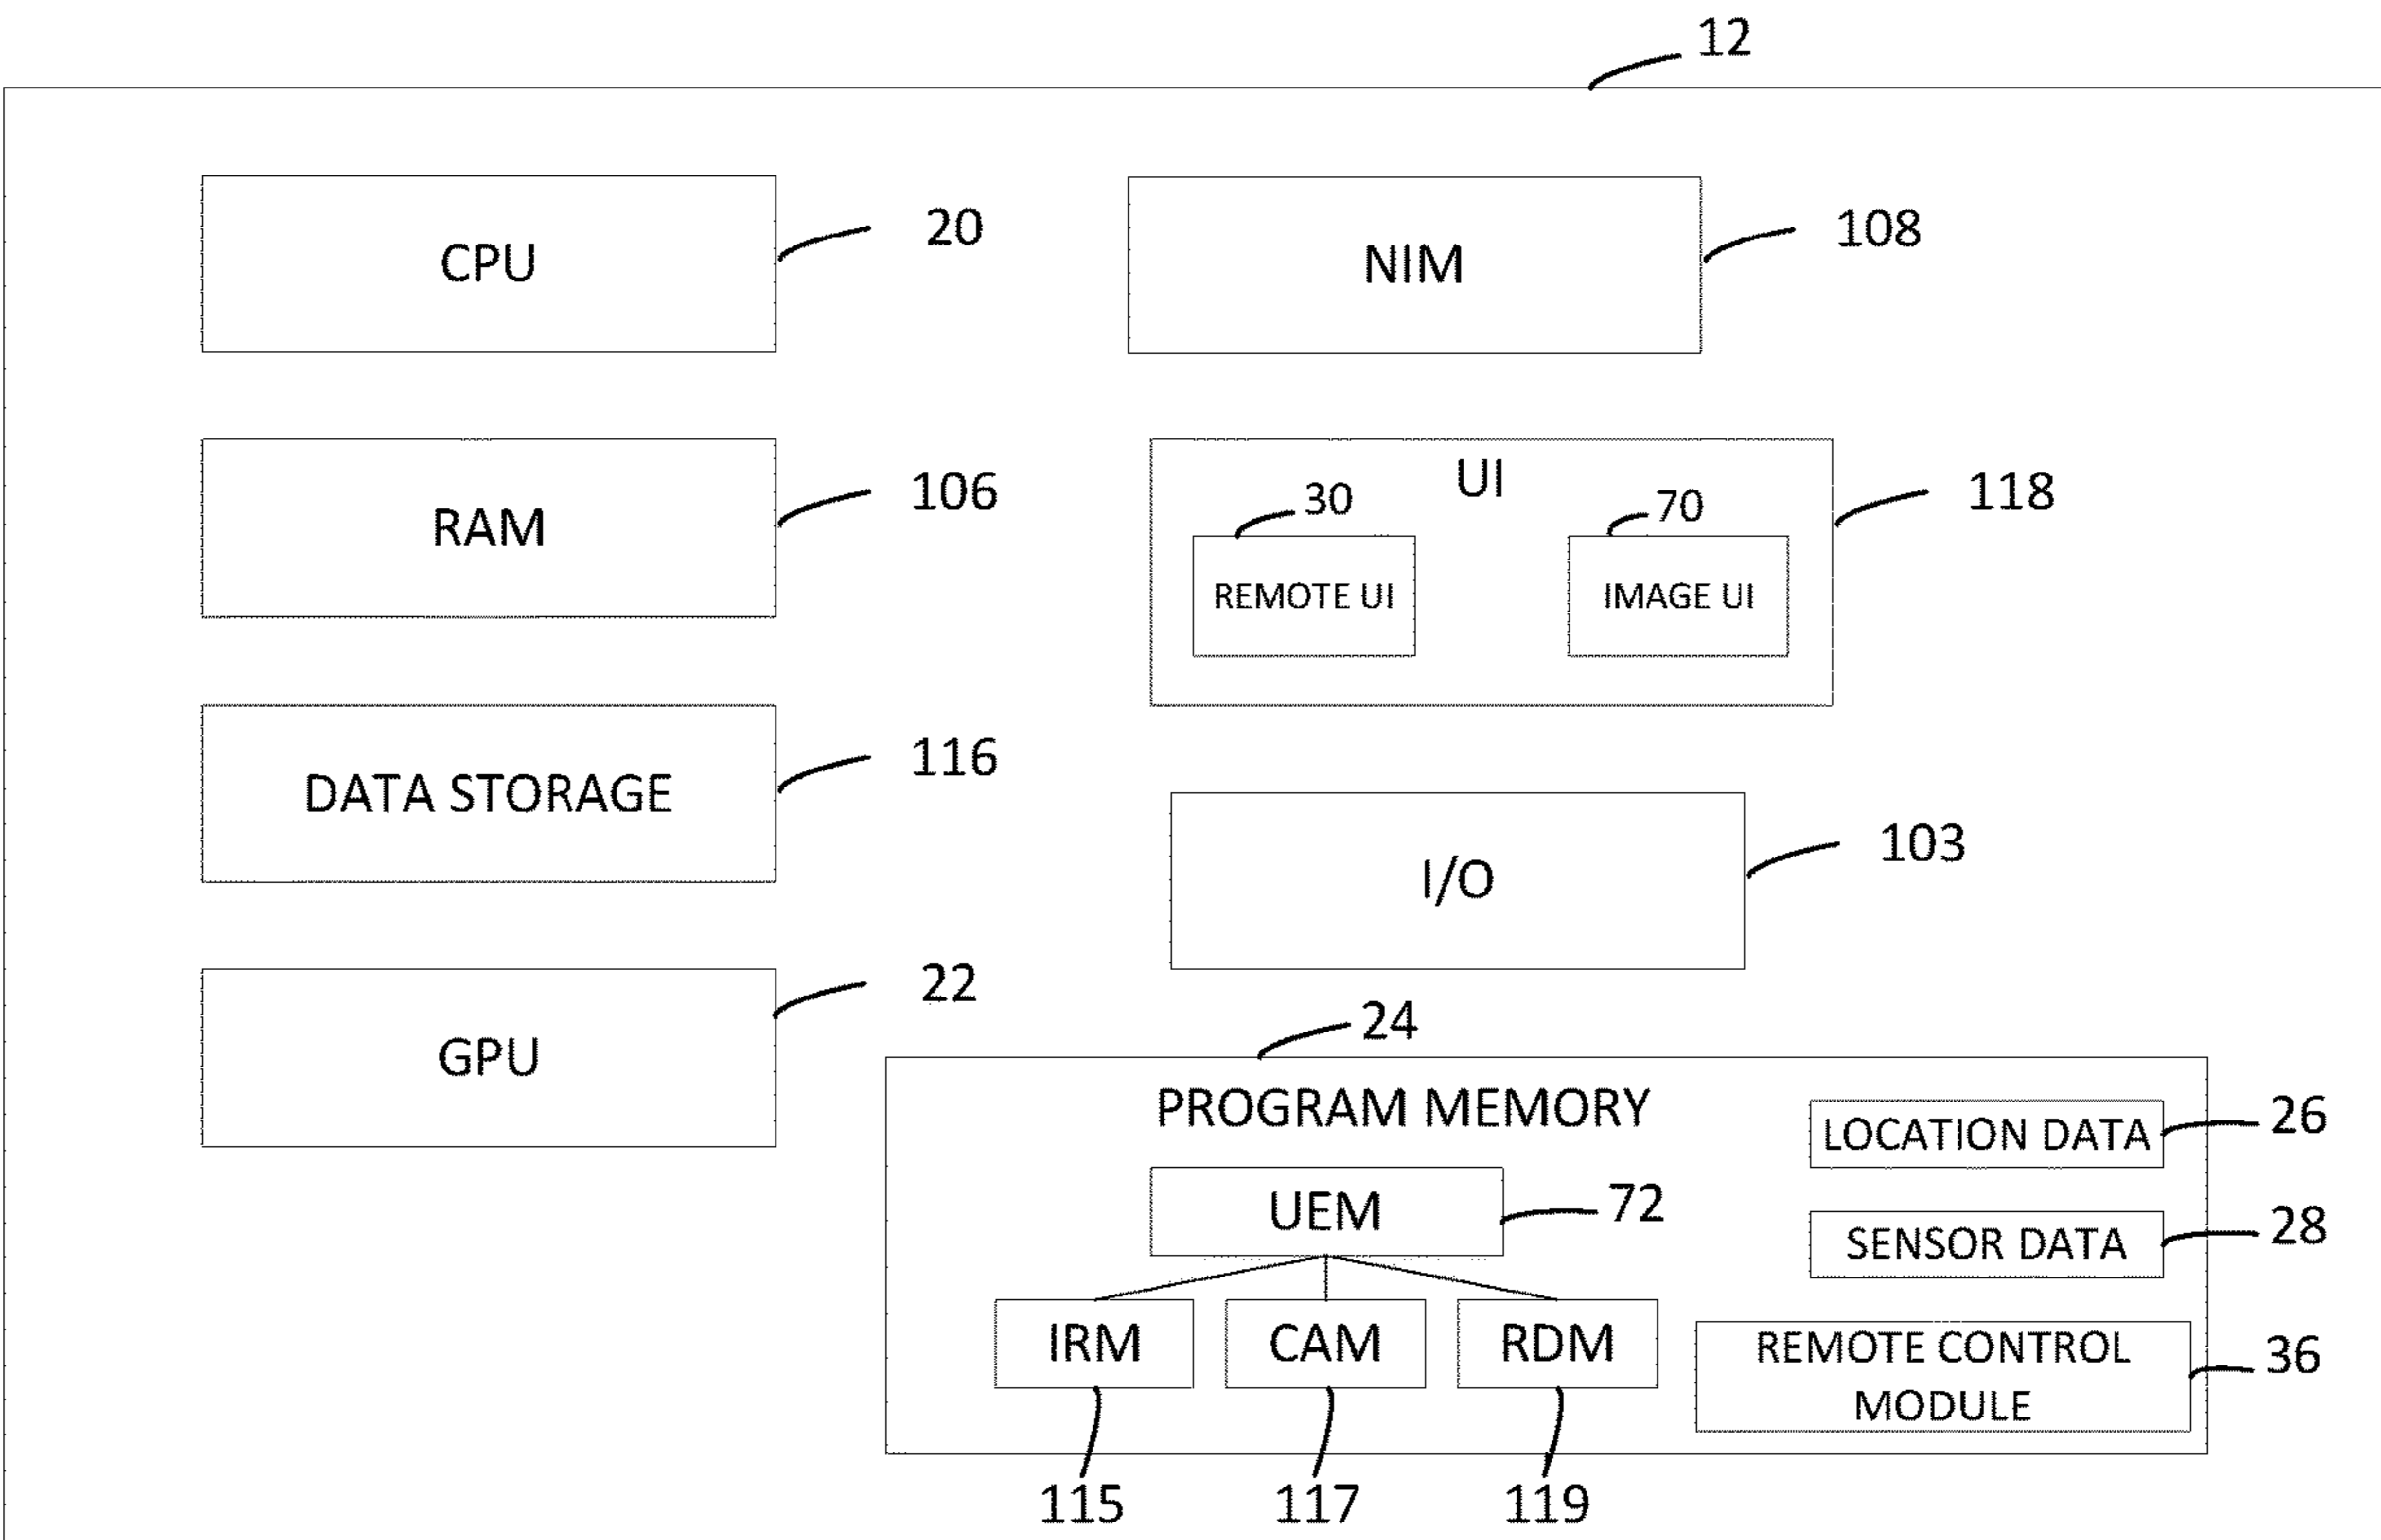 12
CPU
20
NIM
108
RAM
106
UI
30
70
118
REMOTE UI
IMAGE UI
DATA STORAGE
116
I/O
103
GPU
22
24
PROGRAM MEMORY
LOCATION DATA
26
UEM
72
SENSOR DATA
28
IRM
CAM
RDM
REMOTE CONTROL
MODULE
36
115
117
119